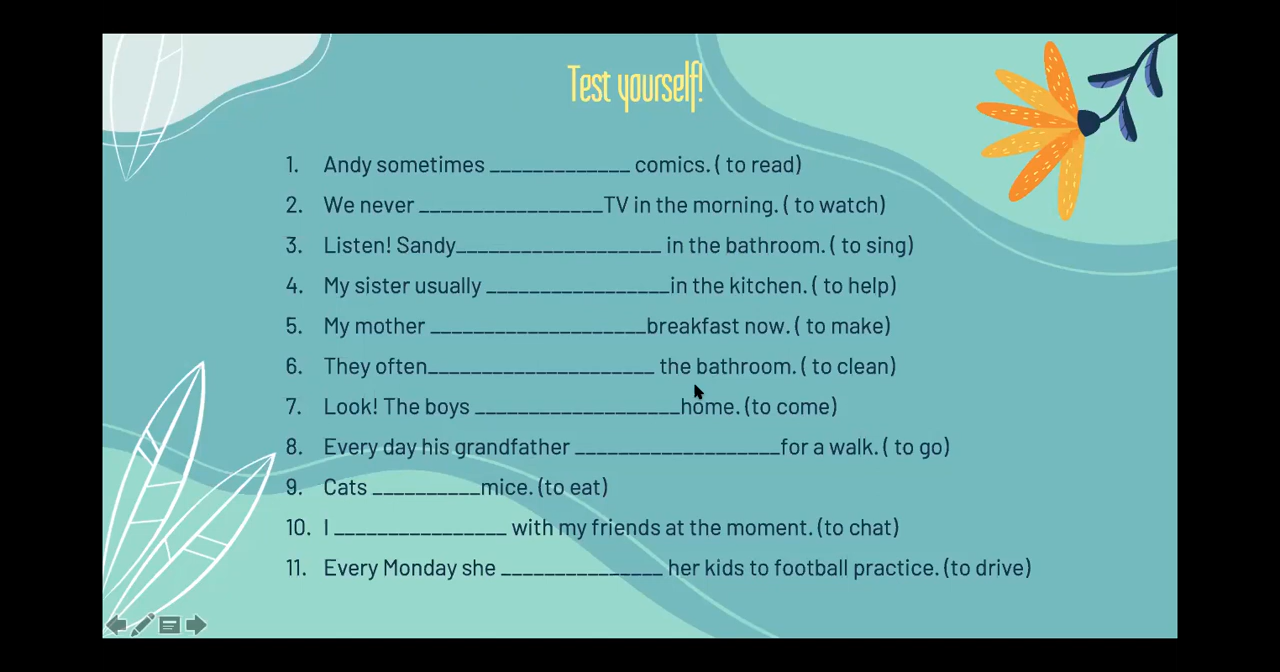 Test yourself!
1. Andy sometimes _____________ comics. ( to read)
2. We never _________________TV in the morning. ( to watch)
3. Listen! Sandy___________________ in the bathroom. ( to sing)
4. My sister usually _________________in the kitchen. ( to help)
5. My mother ____________________breakfast now. ( to make)
6. They often_____________________ the bathroom. ( to clean)
7. Look! The boys ___________________home. (to come)
8. Every day his grandfather ___________________for a walk. ( to go)
9. Cats __________mice. (to eat)
10. I ________________ with my friends at the moment. (to chat)
11. Every Monday she _______________ her kids to football practice. (to drive)